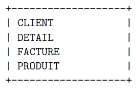 +------------------+
| CLIENT           |
| DETAIL           |
| FACTURE          |
| PRODUIT          |
+------------------+